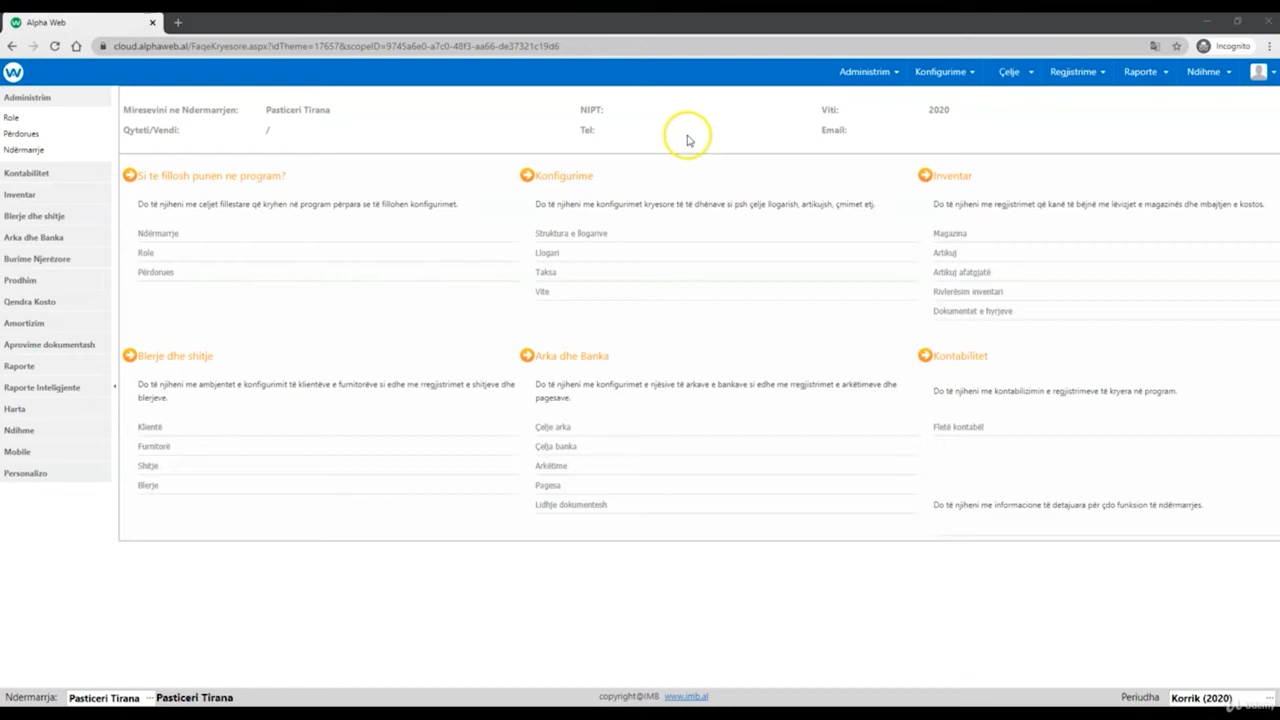 Alpha Web
cloud.alphaweb.al/FaqeKryesore.aspx?idTheme=17657&scopeID=9745a6e0-a7c0-48f3-aa66-de37321c19d6
Incognito
Administrim
Konfigurime
Çelje
Regjistrime
Raporte
Ndihme
Administrim
Role
Përdorues
Ndërmarrje
Kontabilitet
Inventar
Blerje dhe shitje
Arka dhe Banka
Burime Njerëzore
Prodhim
Qendra Kosto
Amortizim
Aprovime dokumentash
Raporte
Raporte Inteligjente
Harta
Ndihme
Mobile
Personalizo
Miresevini ne Ndermarrjen: Pasticeri Tirana
NIPT:
Viti: 2020
Qyteti/Vendi: /
Tel:
Email:
Si te fillosh punen ne program?
Do të njiheni me celjet fillestare që kryhen në program përpara se të fillohen konfigurimet.
Ndërmarrje
Role
Përdorues
Konfigurime
Do të njiheni me konfigurimet kryesore të të dhënave si psh çelje llogarish, artikujsh, çmimet etj.
Struktura e llogarive
Llogari
Taksa
Vite
Inventar
Do të njiheni me regjistrimet që kanë të bëjne me lëvizjet e magazinës dhe mbajtjen e kostos.
Magazina
Artikuj
Artikuj afatgjatë
Rivlerësim inventari
Dokumentet e hyrjeve
Blerje dhe shitje
Do të njiheni me ambjentet e konfigurimit të klientëve e furnitorëve si edhe me rregjistrimet e shitjeve dhe
blerjeve.
Klientë
Furnitorë
Shitje
Blerje
Arka dhe Banka
Do të njiheni me konfigurimet e njësive të arkave e bankave si edhe me rregjistrimet e arkëtimeve dhe
pagesave.
Çelje arka
Çelja banka
Arkëtime
Pagesa
Lidhje dokumentesh
Kontabilitet
Do të njiheni me kontabilizimin e regjistrimeve të kryera në program.
Fletë kontabël
Do të njiheni me informacione të detajuara për çdo funksion të ndërmarrjes.
Ndermarrja: Pasticeri Tirana ... Pasticeri Tirana
copyright@IMB www.imb.al
Periudha Korrik (2020) ...
udemy